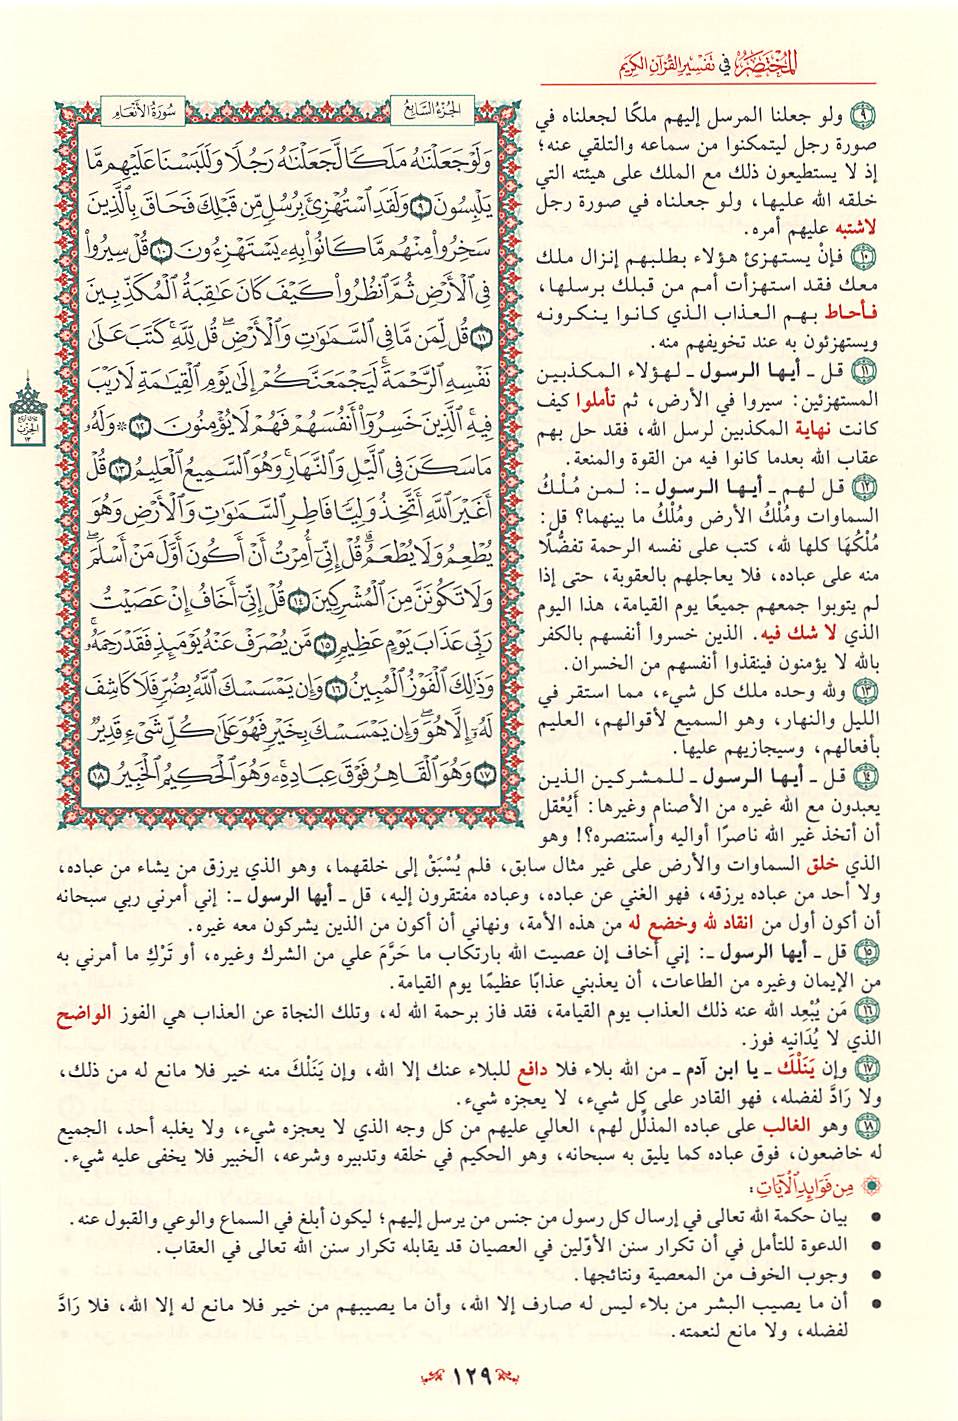 المختصر في تفسير القرآن الكريم
الجزء السابع
سورة الأنعام
وَلَوْ جَعَلْنَٰهُ مَلَكًا لَّجَعَلْنَٰهُ رَجُلًا وَلَلَبَسْنَا عَلَيْهِم مَّا
يَلْبِسُونَ ٩ وَلَقَدِ ٱسْتُهْزِئَ بِرُسُلٍ مِّن قَبْلِكَ فَحَاقَ بِٱلَّذِينَ
سَخِرُوا۟ مِنْهُم مَّا كَانُوا۟ بِهِۦ يَسْتَهْزِءُونَ ١٠ قُلْ سِيرُوا۟
فِى ٱلْأَرْضِ ثُمَّ ٱنظُرُوا۟ كَيْفَ كَانَ عَٰقِبَةُ ٱلْمُكَذِّبِينَ
١١ قُل لِّمَن مَّا فِى ٱلسَّمَٰوَٰتِ وَٱلْأَرْضِ ۖ قُل لِّلَّهِ ۚ كَتَبَ عَلَىٰ
نَفْسِهِ ٱلرَّحْمَةَ ۚ لَيَجْمَعَنَّكُمْ إِلَىٰ يَوْمِ ٱلْقِيَٰمَةِ لَا رَيْبَ
فِيهِ ۚ ٱلَّذِينَ خَسِرُوٓا۟ أَنفُسَهُمْ فَهُمْ لَا يُؤْمِنُونَ ١٢ ۞ وَلَهُۥ
مَا سَكَنَ فِى ٱلَّيْلِ وَٱلنَّهَارِ ۚ وَهُوَ ٱلسَّمِيعُ ٱلْعَلِيمُ ١٣ قُلْ
أَغَيْرَ ٱللَّهِ أَتَّخِذُ وَلِيًّا فَاطِرِ ٱلسَّمَٰوَٰتِ وَٱلْأَرْضِ وَهُوَ
يُطْعِمُ وَلَا يُطْعَمُ ۗ قُلْ إِنِّىٓ أُمِرْتُ أَنْ أَكُونَ أَوَّلَ مَنْ أَسْلَمَ ۖ
وَلَا تَكُونَنَّ مِنَ ٱلْمُشْرِكِينَ ١٤ قُلْ إِنِّىٓ أَخَافُ إِنْ عَصَيْتُ
رَبِّى عَذَابَ يَوْمٍ عَظِيمٍ ١٥ مَّن يُصْرَفْ عَنْهُ يَوْمَئِذٍ فَقَدْ رَحِمَهُۥ ۚ
وَذَٰلِكَ ٱلْفَوْزُ ٱلْمُبِينُ ١٦ وَإِن يَمْسَسْكَ ٱللَّهُ بِضُرٍّ فَلَا كَاشِفَ
لَهُۥٓ إِلَّا هُوَ ۖ وَإِن يَمْسَسْكَ بِخَيْرٍ فَهُوَ عَلَىٰ كُلِّ شَىْءٍ قَدِيرٌ
١٧ وَهُوَ ٱلْقَاهِرُ فَوْقَ عِبَادِهِۦ ۚ وَهُوَ ٱلْحَكِيمُ ٱلْخَبِيرُ ١٨
٩ ولو جعلنا المرسل إليهم ملكًا لجعلناه في
صورة رجل ليتمكنوا من سماعه والتلقي عنه؛
إذ لا يستطيعون ذلك مع الملك على هيئته التي
خلقه الله عليها، ولو جعلناه في صورة رجل
لاشتبه عليهم أمره.
١٠ فإنْ يستهزئ هؤلاء بطلبهم إنزال ملك
معك فقد استهزأت أمم من قبلك برسلها،
فأحاط بهم العذاب الذي كانوا ينكرونه
ويستهزئون به عند تخويفهم منه.
١١ قل ـ أيها الرسول ـ لهؤلاء المكذبين
المستهزئين: سيروا في الأرض، ثم تأملوا كيف
كانت نهاية المكذبين لرسل الله، فقد حل بهم
عقاب الله بعدما كانوا فيه من القوة والمنعة.
١٢ قل لهم ـ أيها الرسول ـ: لمن مُلْكُ
السماوات ومُلْكُ الأرض ومُلْكُ ما بينهما؟ قل:
مُلْكُهَا كلها لله، كتب على نفسه الرحمة تفضُّلًا
منه على عباده، فلا يعاجلهم بالعقوبة، حتى إذا
لم يتوبوا جمعهم جميعًا يوم القيامة، هذا اليوم
الذي لا شك فيه. الذين خسروا أنفسهم بالكفر
بالله لا يؤمنون فينقذوا أنفسهم من الخسران.
١٣ ولله وحده ملك كل شيء، مما استقر في
الليل والنهار، وهو السميع لأقوالهم، العليم
بأفعالهم، وسيجازيهم عليها.
١٤ قل ـ أيها الرسول ـ للمشركين الذين
يعبدون مع الله غيره من الأصنام وغيرها: أَيُعْقل
أن أتخذ غير الله ناصرًا أواليه وأستنصره؟! وهو
الذي خلق السماوات والأرض على غير مثال سابق، فلم يُسْبَقْ إلى خلقهما، وهو الذي يرزق من يشاء من عباده،
ولا أحد من عباده يرزقه، فهو الغني عن عباده، وعباده مفتقرون إليه، قل ـ أيها الرسول ـ: إني أمرني ربي سبحانه
أن أكون أول من انقاد لله وخضع له من هذه الأمة، ونهاني أن أكون من الذين يشركون معه غيره.
١٥ قل ـ أيها الرسول ـ: إني أخاف إن عصيت الله بارتكاب ما حَرَّمَ علي من الشرك وغيره، أو تَرْكِ ما أمرني به
من الإيمان وغيره من الطاعات، أن يعذبني عذابًا عظيمًا يوم القيامة.
١٦ مَن يُبْعِد الله عنه ذلك العذاب يوم القيامة، فقد فاز برحمة الله له، وتلك النجاة عن العذاب هي الفوز الواضح
الذي لا يُدَانيه فوز.
١٧ وإن يَنَلْكَ ـ يا ابن آدم ـ من الله بلاء فلا دافع للبلاء عنك إلا الله، وإن يَنَلْكَ منه خير فلا مانع له من ذلك،
ولا رَادَّ لفضله، فهو القادر على كل شيء، لا يعجزه شيء.
١٨ وهو الغالب على عباده المذلِّل لهم، العالي عليهم من كل وجه الذي لا يعجزه شيء، ولا يغلبه أحد، الجميع
له خاضعون، فوق عباده كما يليق به سبحانه، وهو الحكيم في خلقه وتدبيره وشرعه، الخبير فلا يخفى عليه شيء.
مِن فَوَائِدِ الْآيَاتِ:
• بيان حكمة الله تعالى في إرسال كل رسول من جنس من يرسل إليهم؛ ليكون أبلغ في السماع والوعي والقبول عنه.
• الدعوة للتأمل في أن تكرار سنن الأوّلين في العصيان قد يقابله تكرار سنن الله تعالى في العقاب.
• وجوب الخوف من المعصية ونتائجها.
• أن ما يصيب البشر من بلاء ليس له صارف إلا الله، وأن ما يصيبهم من خير فلا مانع له إلا الله، فلا رَادَّ
لفضله، ولا مانع لنعمته.
١٢٩